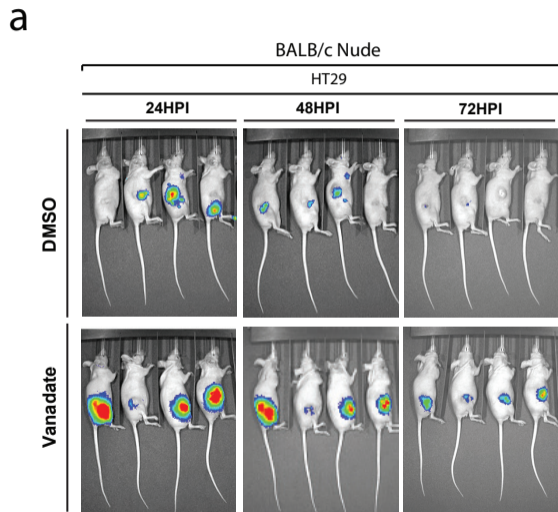 a
BALB/c Nude
HT29
24HPI 48HPI 72HPI
DMSO
Vanadate